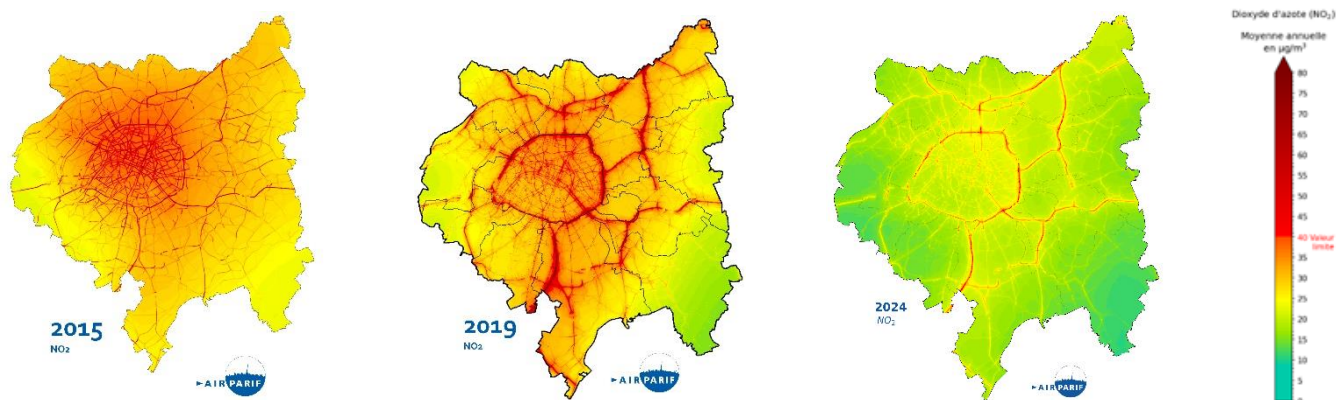 2015
NO₂
AIRPARIF
2019
NO₂
AIRPARIF
2024
NO₂
AIRPARIF
Dioxyde d'azote (NO₂)
Moyenne annuelle
en µg/m³
80
75
70
65
60
55
50
45
40 Valeur
limite
35
30
25
20
15
10
5
0